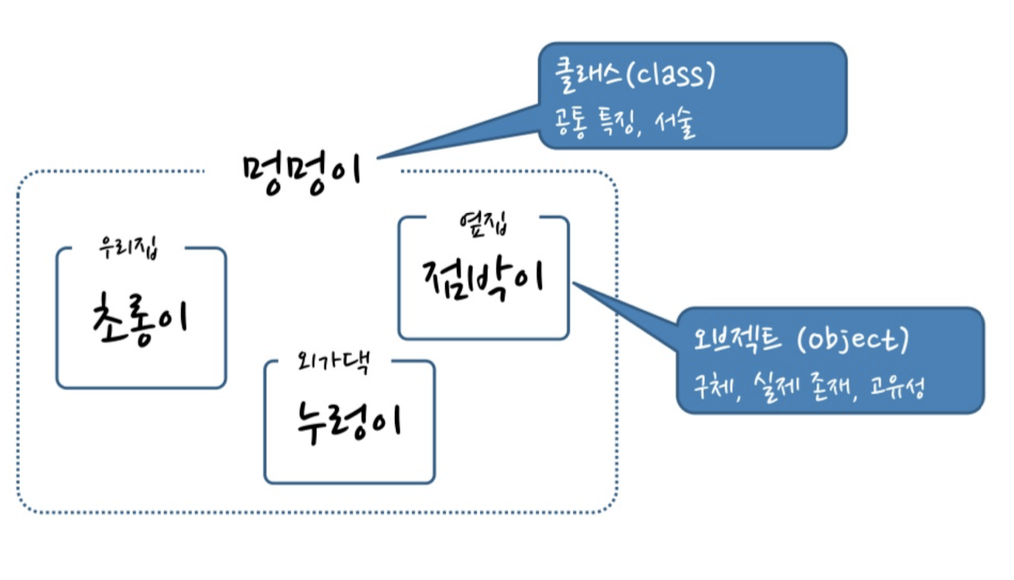 클래스(class)
공통 특징, 서술
멍멍이
옆집
점박이
우리집
초롱이
외가댁
누렁이
오브젝트 (object)
구체, 실제 존재, 고유성